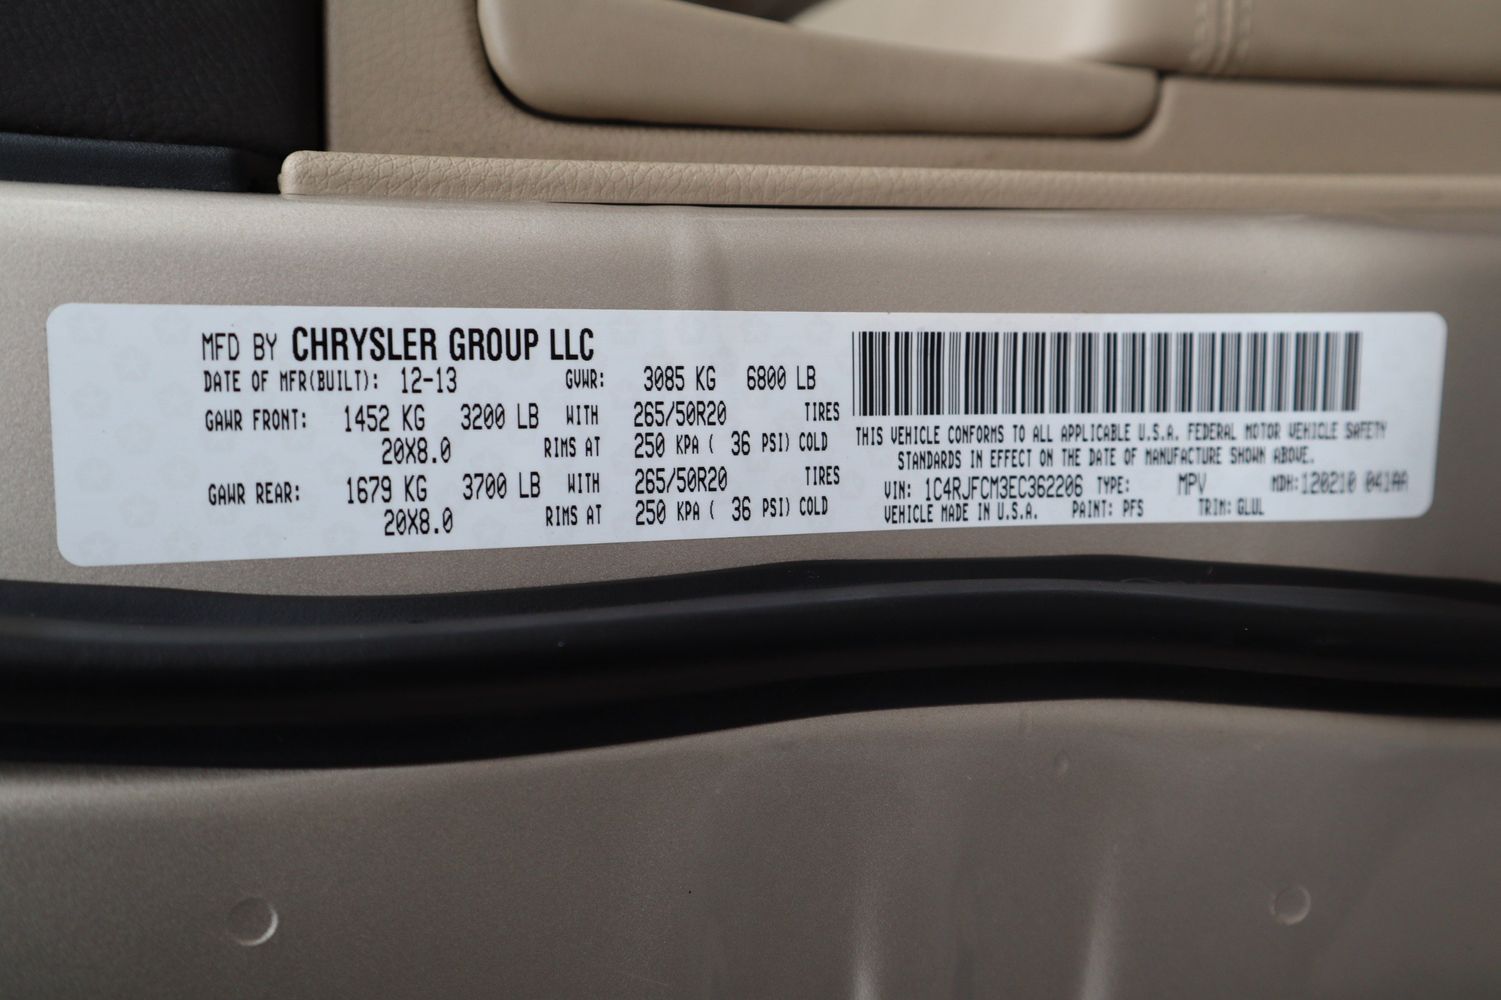 MFD BY CHRYSLER GROUP LLC
DATE OF MFR(BUILT): 12-13 GVWR: 3085 KG 6800 LB
GAWR FRONT: 1452 KG 3200 LB WITH 265/50R20 TIRES
20X8.0 RIMS AT 250 KPA ( 36 PSI) COLD
GAWR REAR: 1679 KG 3700 LB WITH 265/50R20 TIRES
20X8.0 RIMS AT 250 KPA ( 36 PSI) COLD
THIS VEHICLE CONFORMS TO ALL APPLICABLE U.S.A. FEDERAL MOTOR VEHICLE SAFETY
STANDARDS IN EFFECT ON THE DATE OF MANUFACTURE SHOWN ABOVE.
VIN: 1C4RJFCM3EC362206 TYPE: MPV MDH: 120210 041AA
VEHICLE MADE IN U.S.A. PAINT: PFS TRIM: GLUL